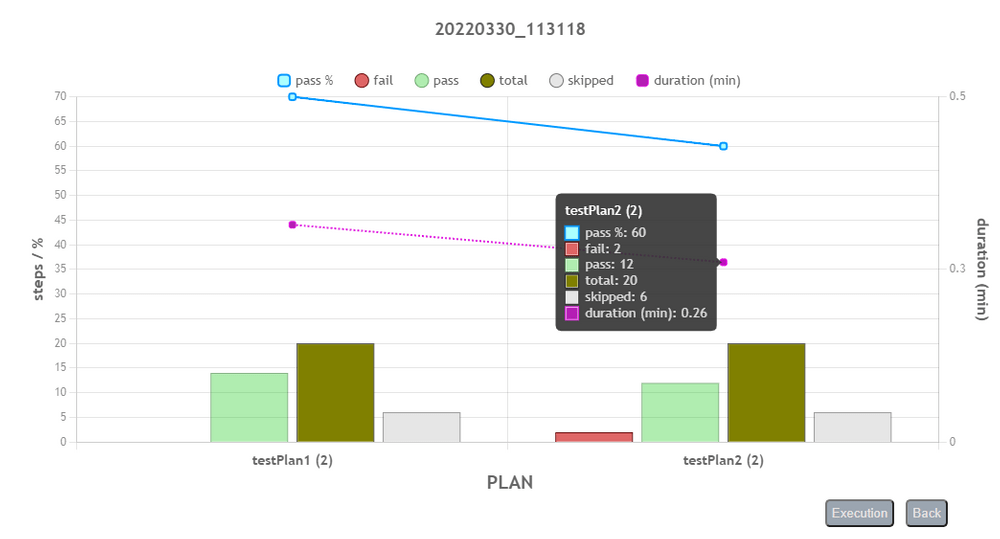 20220330_113118
pass % fail pass total skipped duration (min)
70
65
60
55
50
45
40
35
30
25
20
15
10
5
0
steps / %
0.5
0.3
0
duration (min)
testPlan2 (2)
pass %: 60
fail: 2
pass: 12
total: 20
skipped: 6
duration (min): 0.26
testPlan1 (2) testPlan2 (2)
PLAN
Execution Back